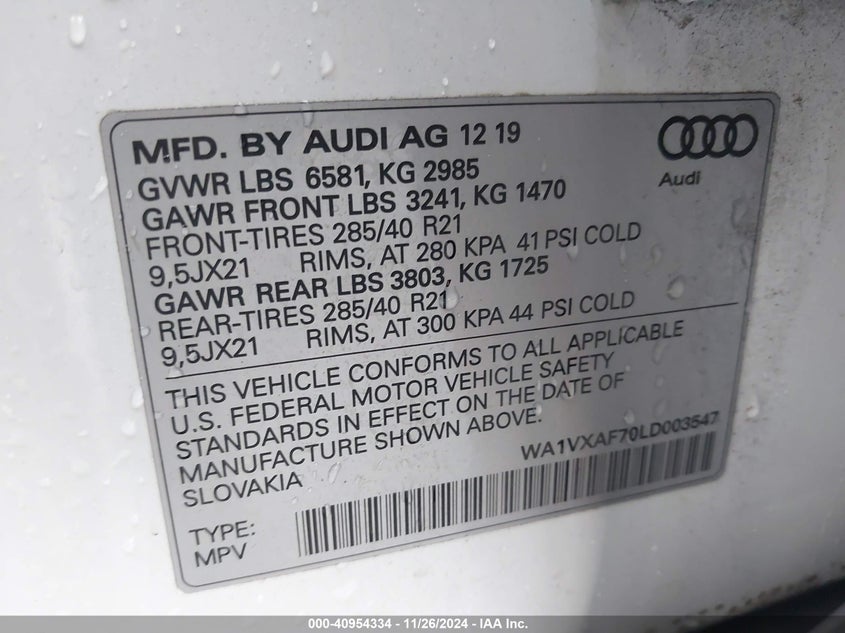 MFD. BY AUDI AG 12 19
Audi
GVWR LBS 6581, KG 2985
GAWR FRONT LBS 3241, KG 1470
FRONT-TIRES 285/40 R21
9,5JX21 RIMS, AT 280 KPA 41 PSI COLD
GAWR REAR LBS 3803, KG 1725
REAR-TIRES 285/40 R21
9,5JX21 RIMS, AT 300 KPA 44 PSI COLD
THIS VEHICLE CONFORMS TO ALL APPLICABLE
U.S. FEDERAL MOTOR VEHICLE SAFETY
STANDARDS IN EFFECT ON THE DATE OF
MANUFACTURE SHOWN ABOVE.
SLOVAKIA
WA1VXAF70LD003547
TYPE:
MPV
000-40954334 - 11/26/2024 - IAA Inc.